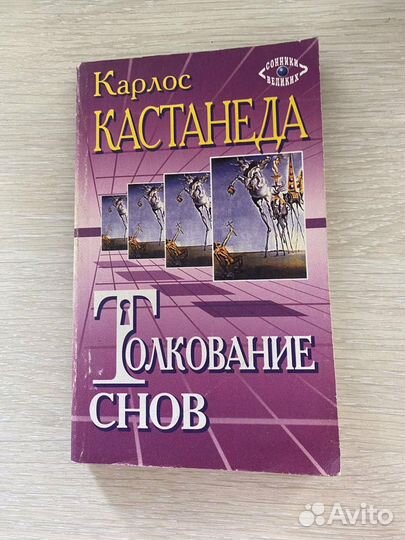 Карлос
КАСТАНЕДА
СОННИКИ
ВЕЛИКИХ
ТОЛКОВАНИЕ
СНОВ
Avito